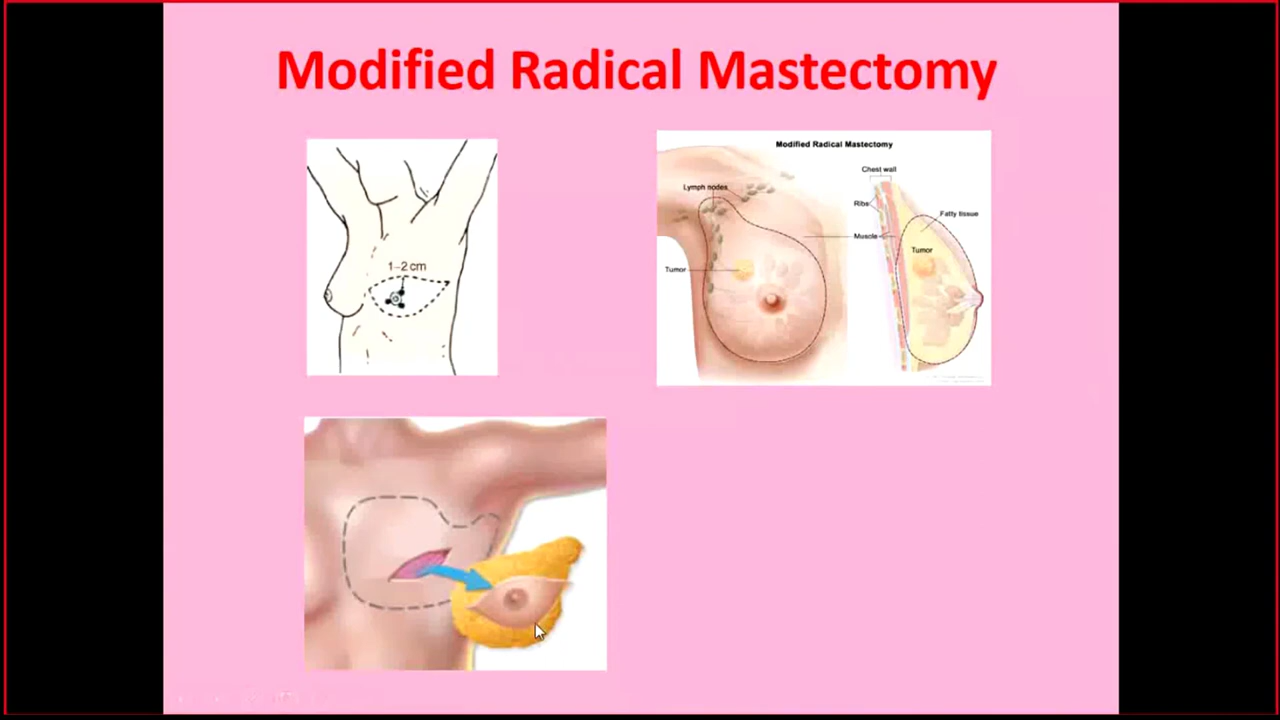 Modified Radical Mastectomy
1–2 cm
Modified Radical Mastectomy
Chest wall
Lymph nodes
Ribs
Fatty tissue
Muscle
Tumor
Tumor